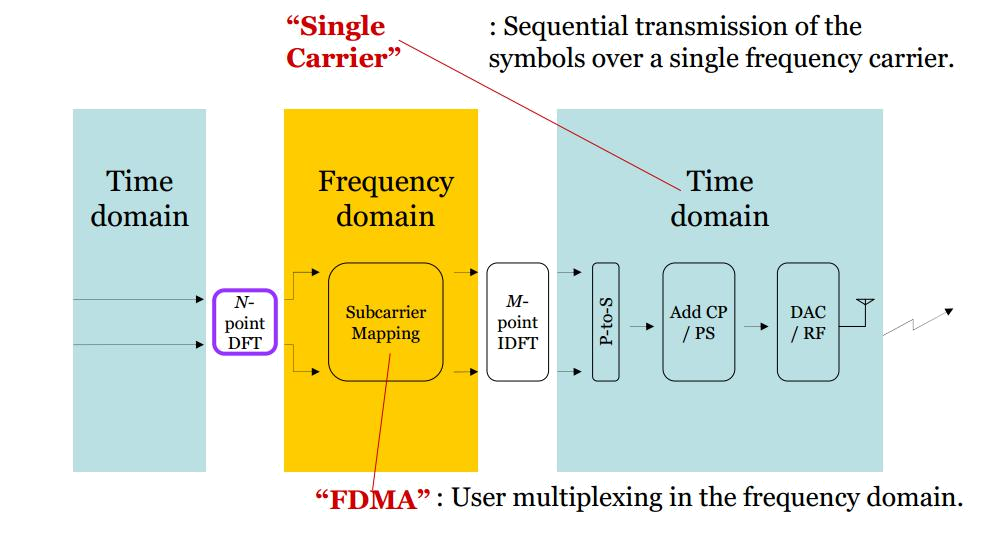 “Single
Carrier”
: Sequential transmission of the
symbols over a single frequency carrier.
Time
domain
Frequency
domain
Time
domain
N-
point
DFT
Subcarrier
Mapping
M-
point
IDFT
P-to-S
Add CP
/ PS
DAC
/ RF
“FDMA” : User multiplexing in the frequency domain.